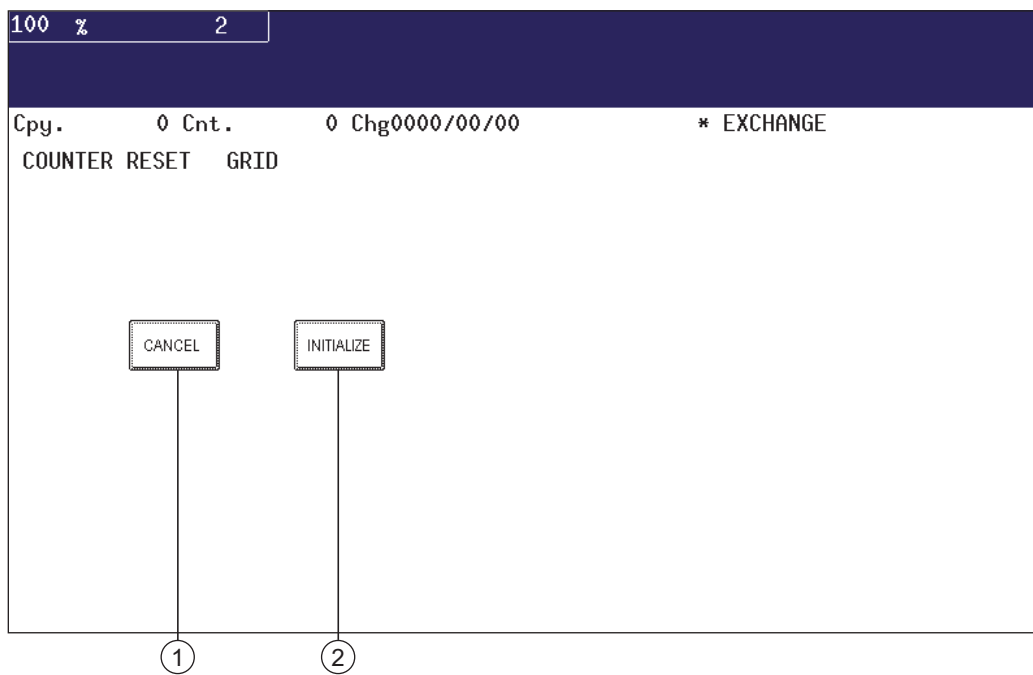 100 % 2
Cpy. 0 Cnt. 0 Chg0000/00/00 * EXCHANGE
COUNTER RESET GRID
CANCEL INITIALIZE
1 2